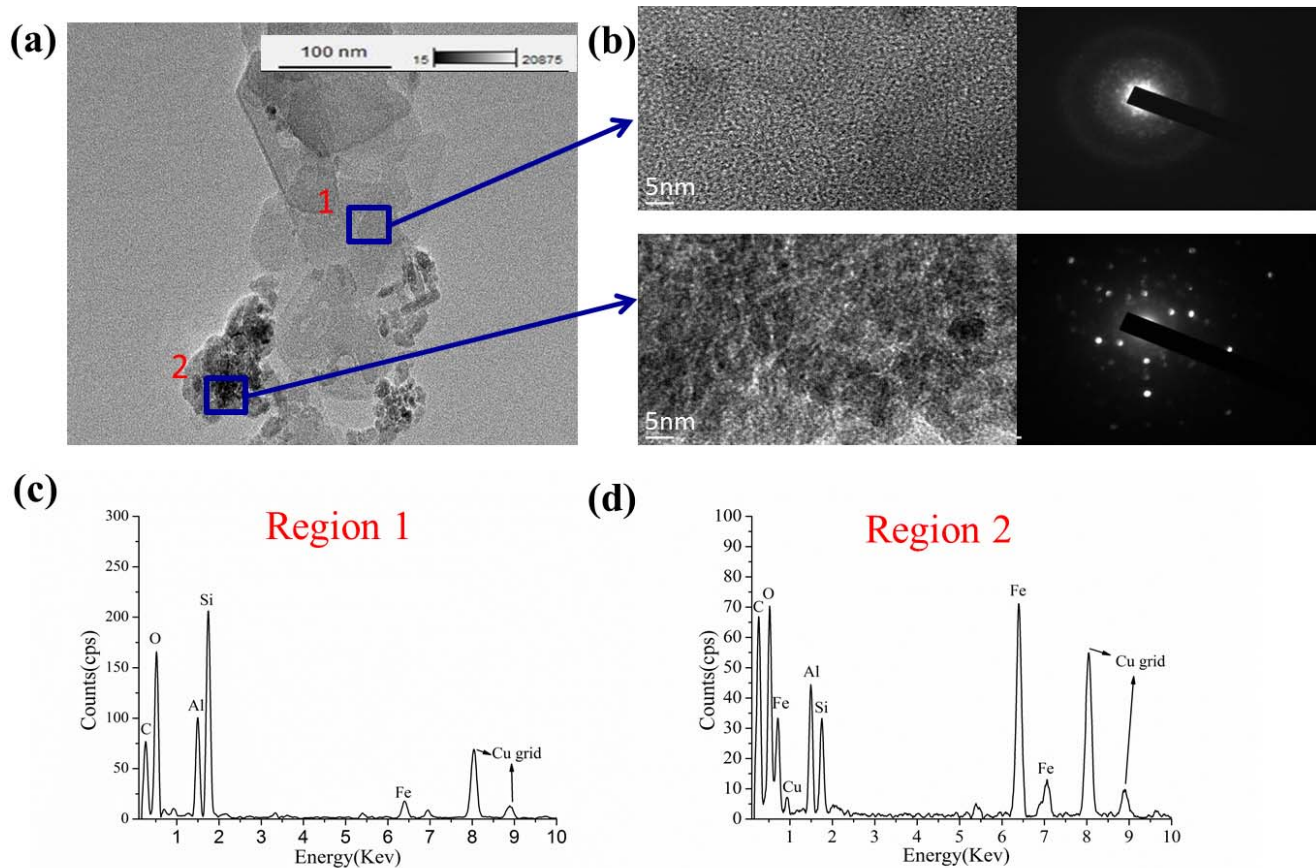 (a)
100 nm
15
20875
1
2
(b)
5nm
5nm
(c)
Region 1
300
250
200
150
100
50
0
Counts(cps)
C
O
Al
Si
Fe
Cu grid
1
2
3
4
5
6
7
8
9
10
Energy(Kev)
(d)
Region 2
100
90
80
70
60
50
40
30
20
10
0
Counts(cps)
C
O
Fe
Cu
Al
Si
Fe
Fe
Cu grid
1
2
3
4
5
6
7
8
9
10
Energy(Kev)